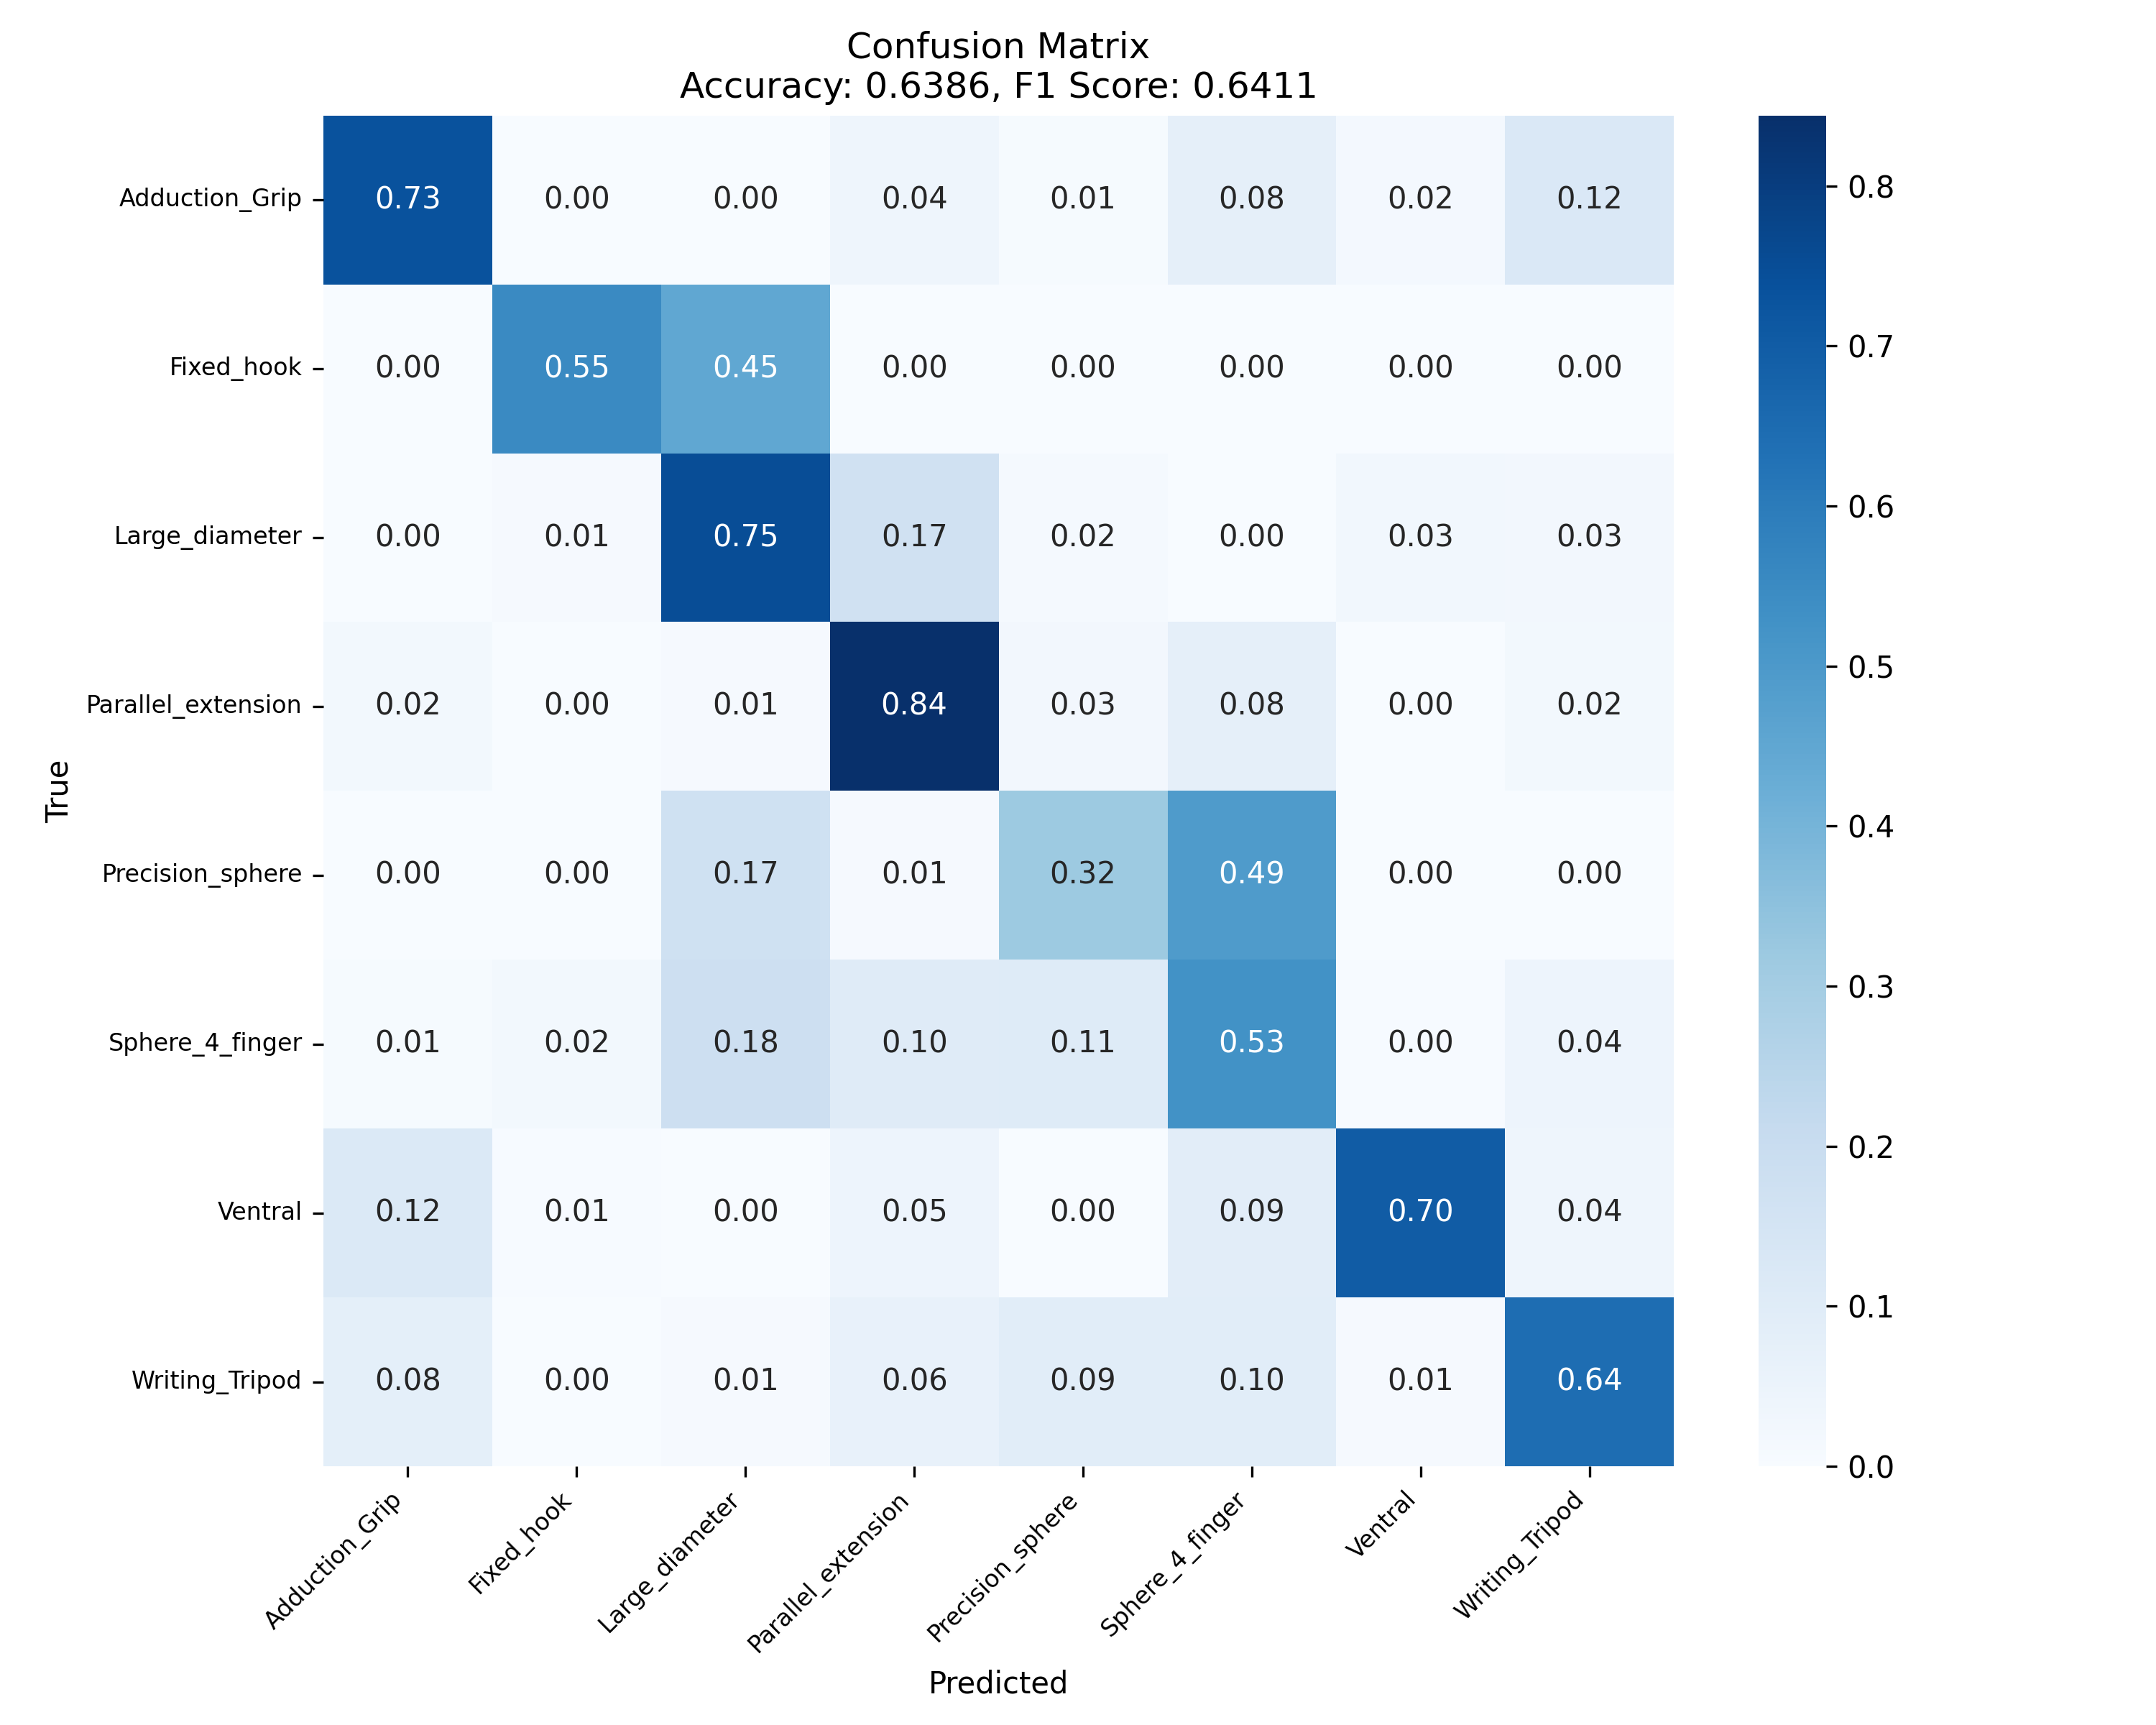 Confusion Matrix
Accuracy: 0.6386, F1 Score: 0.6411
Adduction_Grip 0.73 0.00 0.00 0.04 0.01 0.08 0.02 0.12
Fixed_hook 0.00 0.55 0.45 0.00 0.00 0.00 0.00 0.00
Large_diameter 0.00 0.01 0.75 0.17 0.02 0.00 0.03 0.03
Parallel_extension 0.02 0.00 0.01 0.84 0.03 0.08 0.00 0.02
Precision_sphere 0.00 0.00 0.17 0.01 0.32 0.49 0.00 0.00
Sphere_4_finger 0.01 0.02 0.18 0.10 0.11 0.53 0.00 0.04
Ventral 0.12 0.01 0.00 0.05 0.00 0.09 0.70 0.04
Writing_Tripod 0.08 0.00 0.01 0.06 0.09 0.10 0.01 0.64
True
Adduction_Grip Fixed_hook Large_diameter Parallel_extension Precision_sphere Sphere_4_finger Ventral Writing_Tripod
Predicted
0.8
0.7
0.6
0.5
0.4
0.3
0.2
0.1
0.0